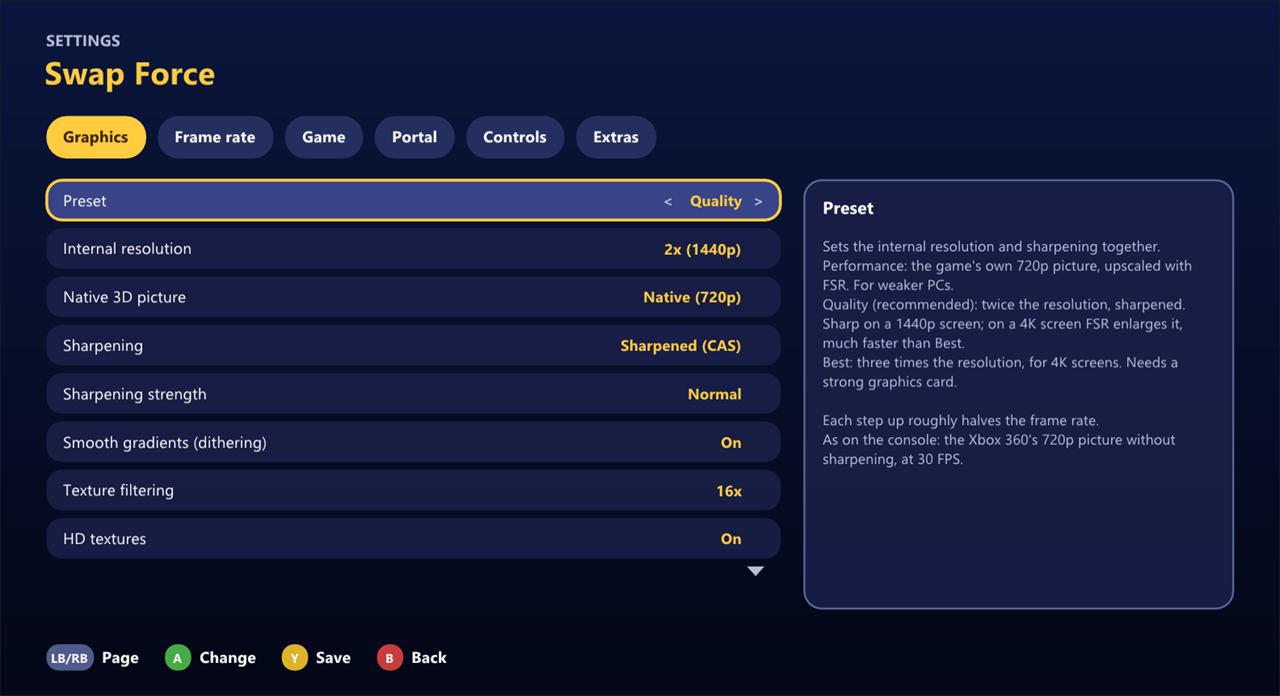 SETTINGS
Swap Force
Graphics
Frame rate
Game
Portal
Controls
Extras
Preset < Quality >
Internal resolution 2x (1440p)
Native 3D picture Native (720p)
Sharpening Sharpened (CAS)
Sharpening strength Normal
Smooth gradients (dithering) On
Texture filtering 16x
HD textures On
Preset
Sets the internal resolution and sharpening together.
Performance: the game's own 720p picture, upscaled with
FSR. For weaker PCs.
Quality (recommended): twice the resolution, sharpened.
Sharp on a 1440p screen; on a 4K screen FSR enlarges it,
much faster than Best.
Best: three times the resolution, for 4K screens. Needs a
strong graphics card.
Each step up roughly halves the frame rate.
As on the console: the Xbox 360's 720p picture without
sharpening, at 30 FPS.
LB/RB Page A Change Y Save B Back